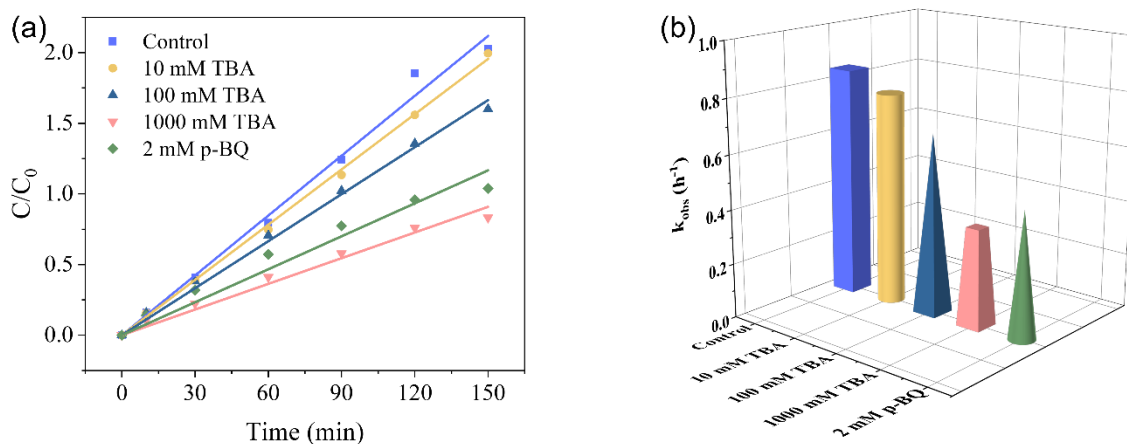 (a)
Control
10 mM TBA
100 mM TBA
1000 mM TBA
2 mM p-BQ
2.0
1.5
1.0
0.5
0.0
C/C0
0
30
60
90
120
150
Time (min)
(b)
1.0
0.8
0.6
0.4
0.2
0.0
kobs (h-1)
Control
10 mM TBA
100 mM TBA
1000 mM TBA
2 mM p-BQ